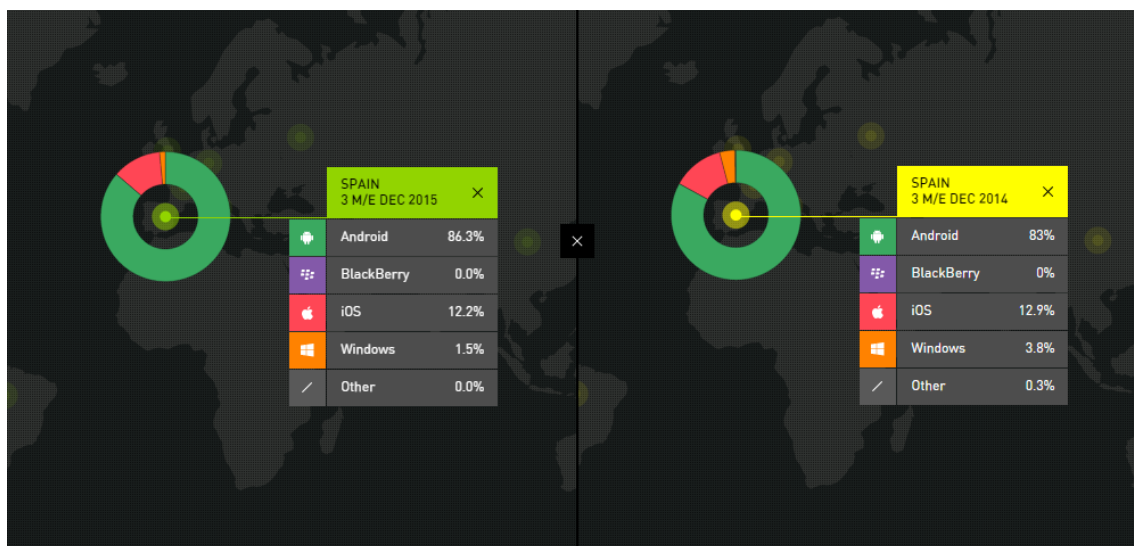 SPAIN
3 M/E DEC 2015
Android 86.3%
BlackBerry 0.0%
iOS 12.2%
Windows 1.5%
Other 0.0%
SPAIN
3 M/E DEC 2014
Android 83%
BlackBerry 0%
iOS 12.9%
Windows 3.8%
Other 0.3%